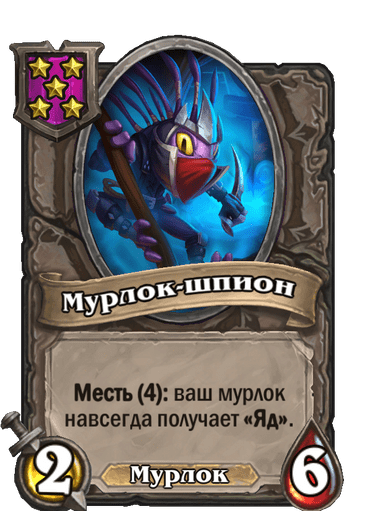 Мурлок-шпион
Месть (4): ваш мурлок
навсегда получает «Яд».
2
Мурлок
6